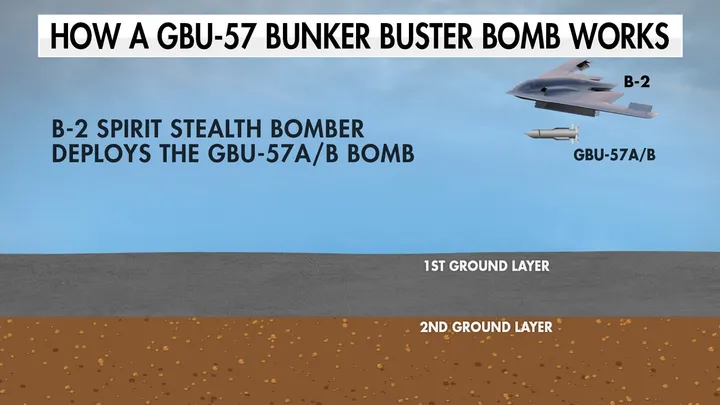 HOW A GBU-57 BUNKER BUSTER BOMB WORKS
B-2
B-2 SPIRIT STEALTH BOMBER
DEPLOYS THE GBU-57A/B BOMB
GBU-57A/B
1ST GROUND LAYER
2ND GROUND LAYER